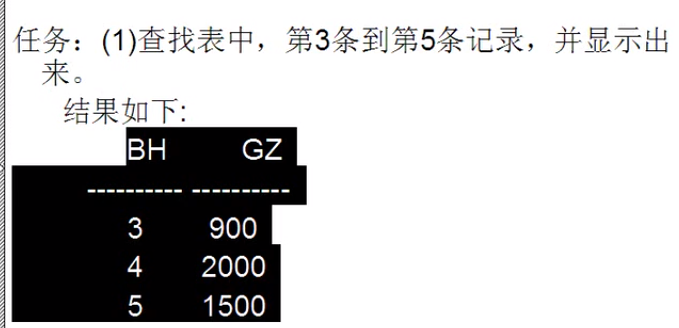 任务：(1)查找表中，第3条到第5条记录，并显示出
来。
结果如下:
BH GZ
---------- ----------
3 900
4 2000
5 1500